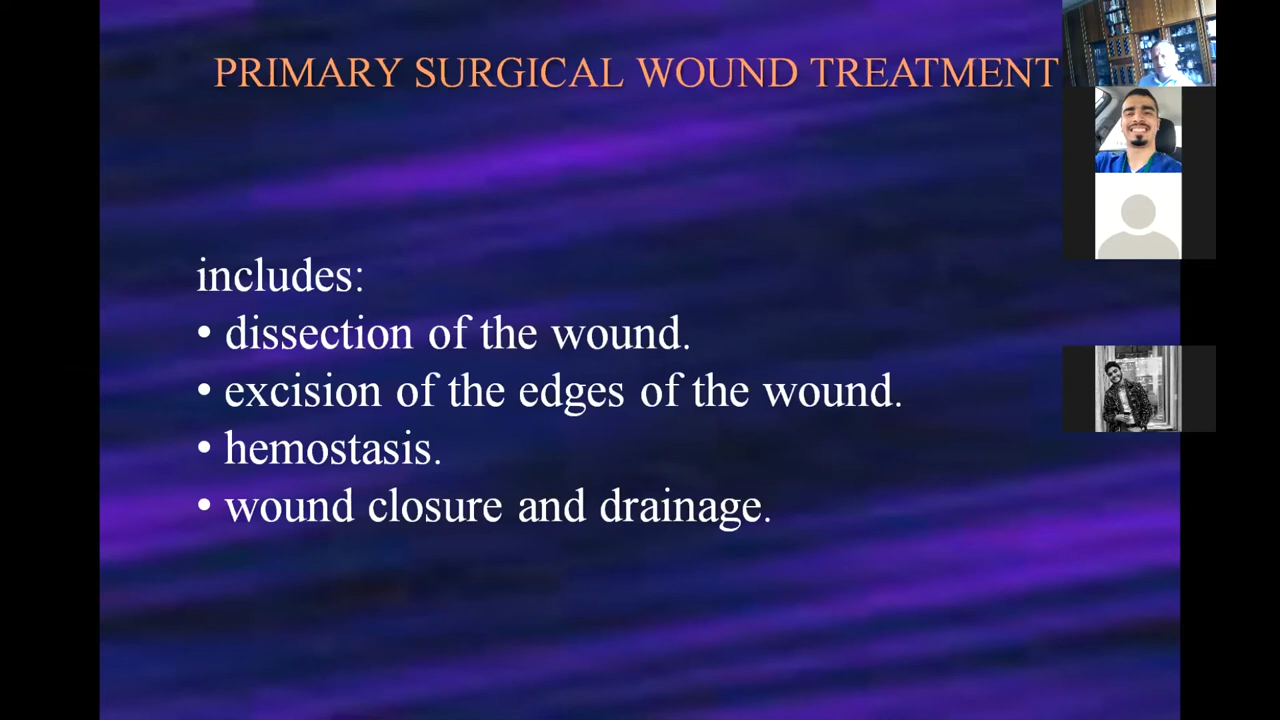 PRIMARY SURGICAL WOUND TREATMENT
includes:
• dissection of the wound.
• excision of the edges of the wound.
• hemostasis.
• wound closure and drainage.